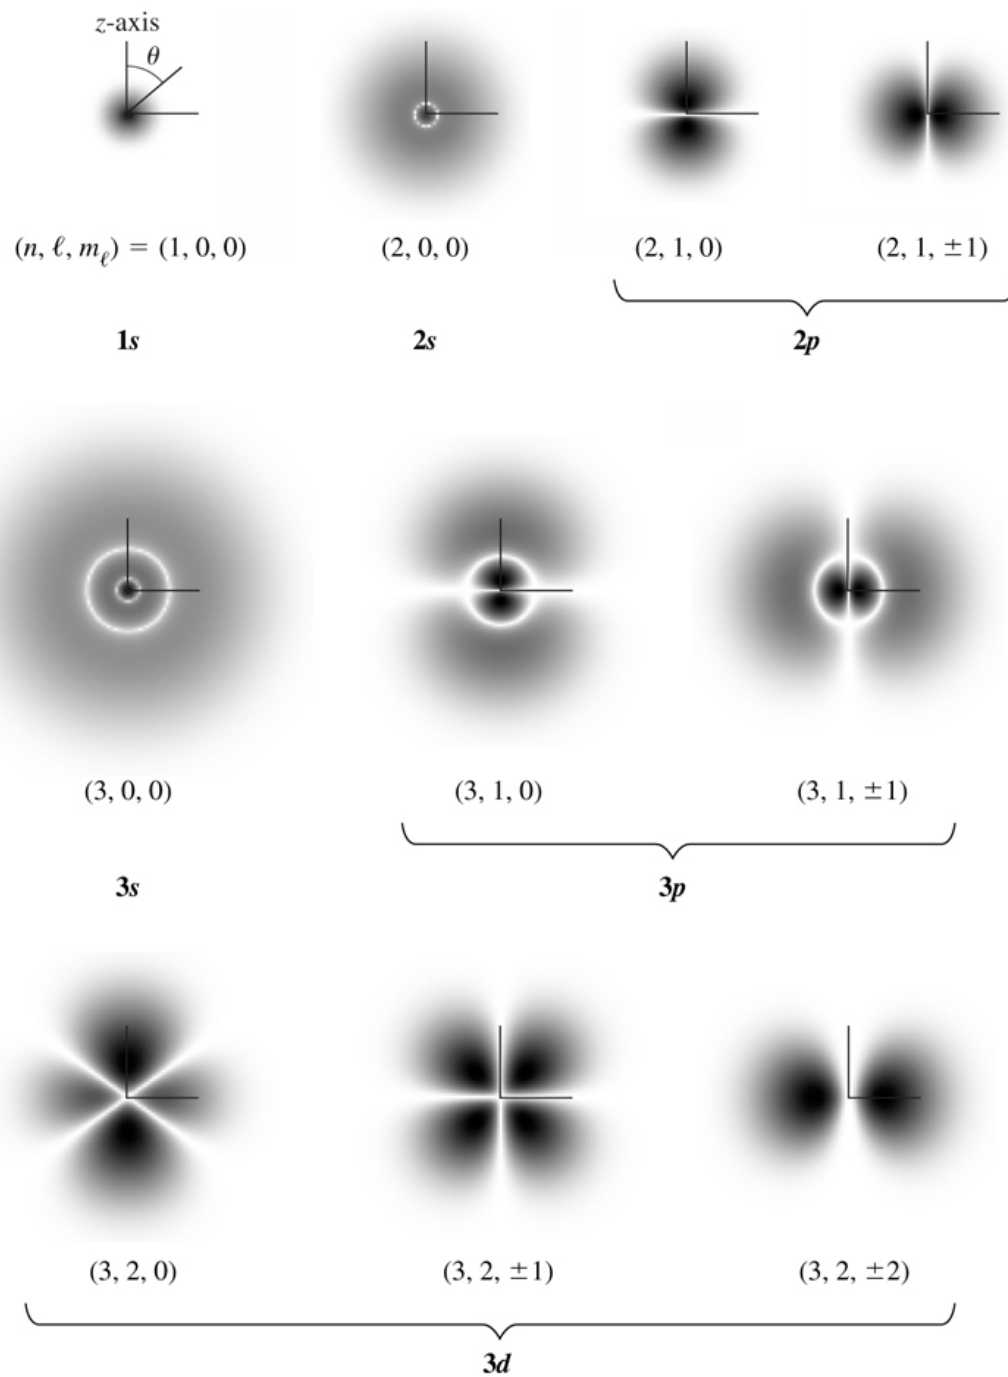 z-axis
θ
(n, ℓ, mℓ) = (1, 0, 0)
(2, 0, 0)
(2, 1, 0)
(2, 1, ±1)
1s
2s
2p
(3, 0, 0)
(3, 1, 0)
(3, 1, ±1)
3s
3p
(3, 2, 0)
(3, 2, ±1)
(3, 2, ±2)
3d